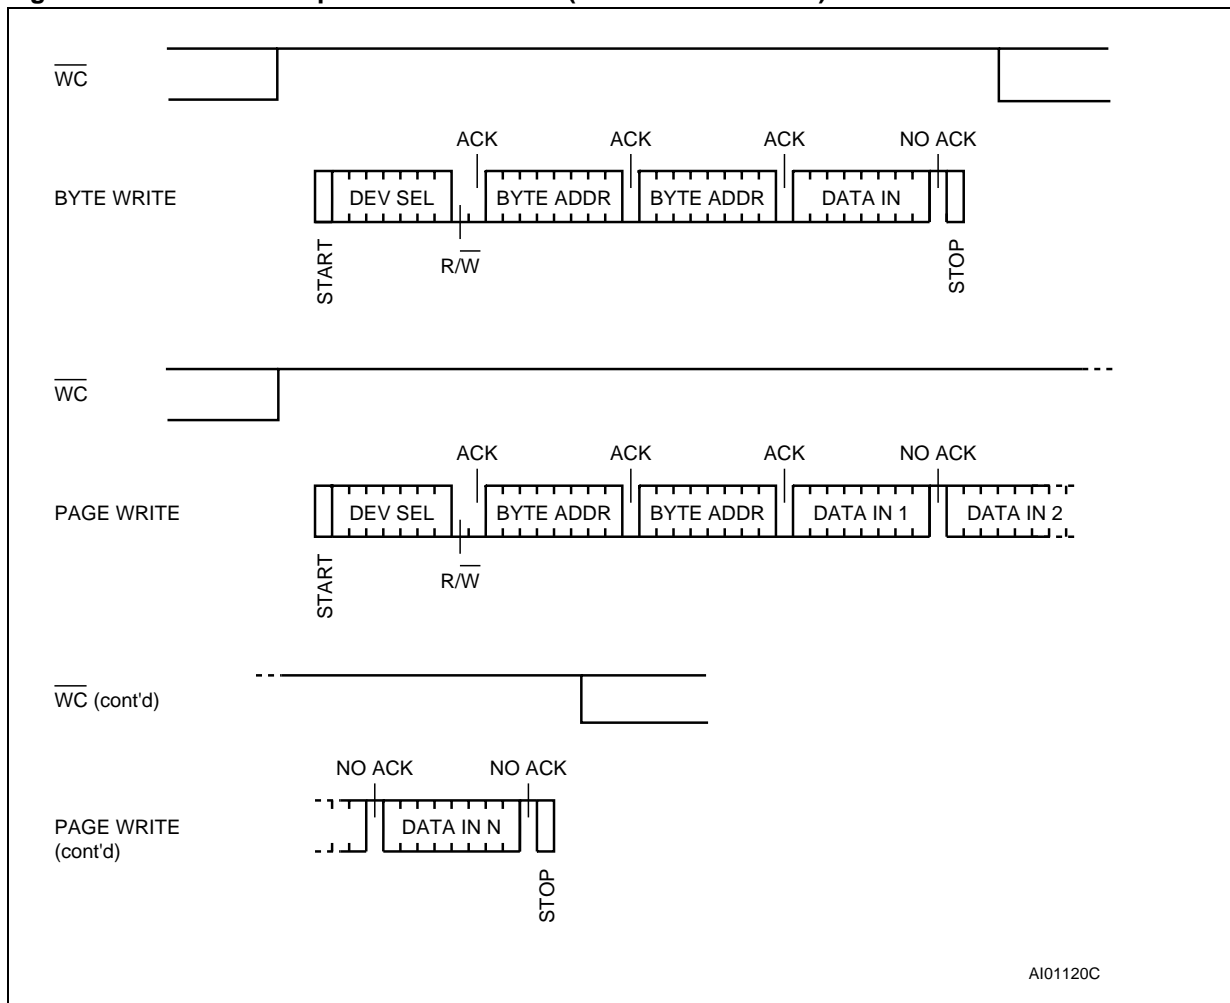 WC
ACK ACK ACK NO ACK
BYTE WRITE DEV SEL BYTE ADDR BYTE ADDR DATA IN
R/W
START
STOP
WC
ACK ACK ACK NO ACK
PAGE WRITE DEV SEL BYTE ADDR BYTE ADDR DATA IN 1 DATA IN 2
R/W
START
WC (cont'd)
NO ACK NO ACK
PAGE WRITE DATA IN N
(cont'd)
STOP
AI01120C